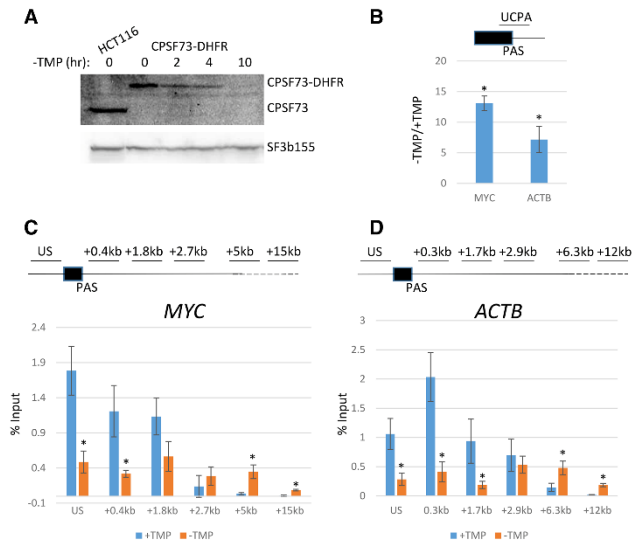 A
HCT116
CPSF73-DHFR
-TMP (hr): 0 0 2 4 10
CPSF73-DHFR
CPSF73
SF3b155
B
UCPA
PAS
-TMP/+TMP
15
10
5
0
*
*
MYC ACTB
C
US +0.4kb +1.8kb +2.7kb +5kb +15kb
PAS
MYC
% Input
2.4
1.9
1.4
0.9
0.4
-0.1
* * * *
US +0.4kb +1.8kb +2.7kb +5kb +15kb
+TMP -TMP
D
US +0.3kb +1.7kb +2.9kb +6.3kb +12kb
PAS
ACTB
% Input
3
2.5
2
1.5
1
0.5
0
* * * * *
US 0.3kb +1.7kb +2.9kb +6.3kb +12kb
+TMP -TMP